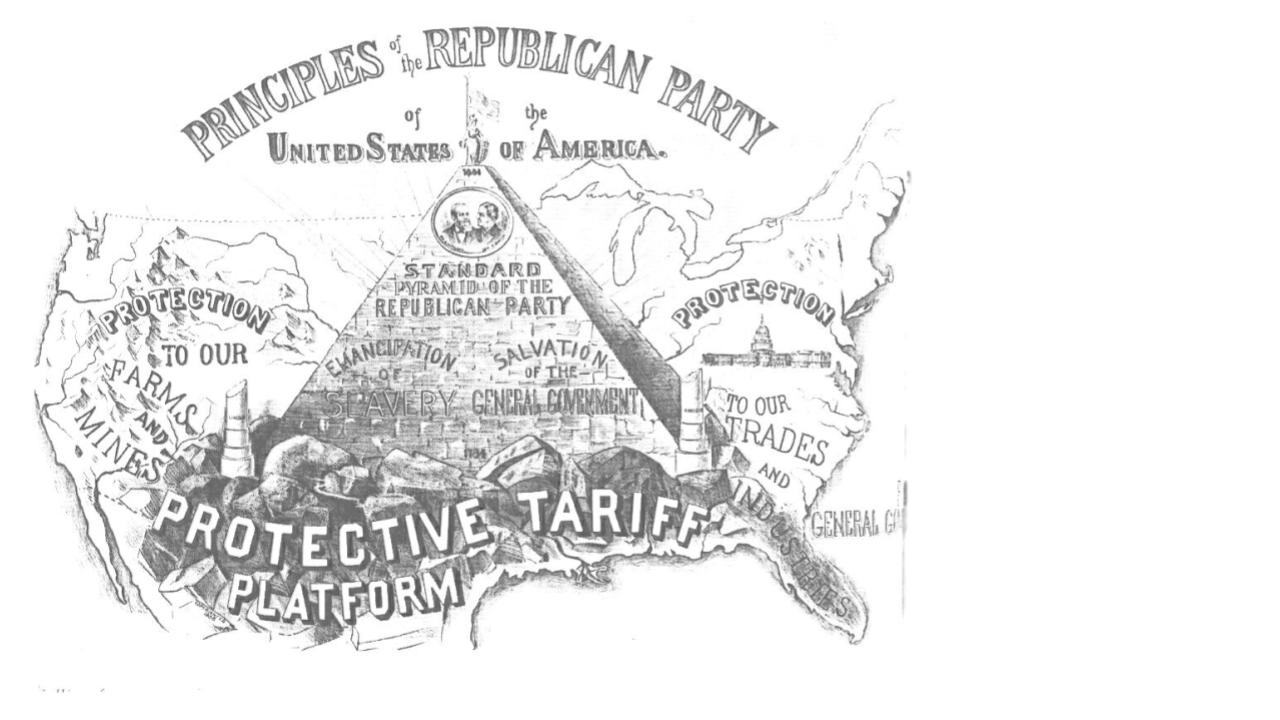 PRINCIPLES of the REPUBLICAN PARTY
of the
UNITED STATES OF AMERICA.
STANDARD
PYRAMID OF THE
REPUBLICAN PARTY
EMANCIPATION
OF
SLAVERY
SALVATION
OF THE
GENERAL GOVERNMENT
PROTECTION
TO OUR
FARMS
AND
MINES
PROTECTION
TO OUR
TRADES
AND
INDUSTRIES
GENERAL
PROTECTIVE TARIFF
PLATFORM